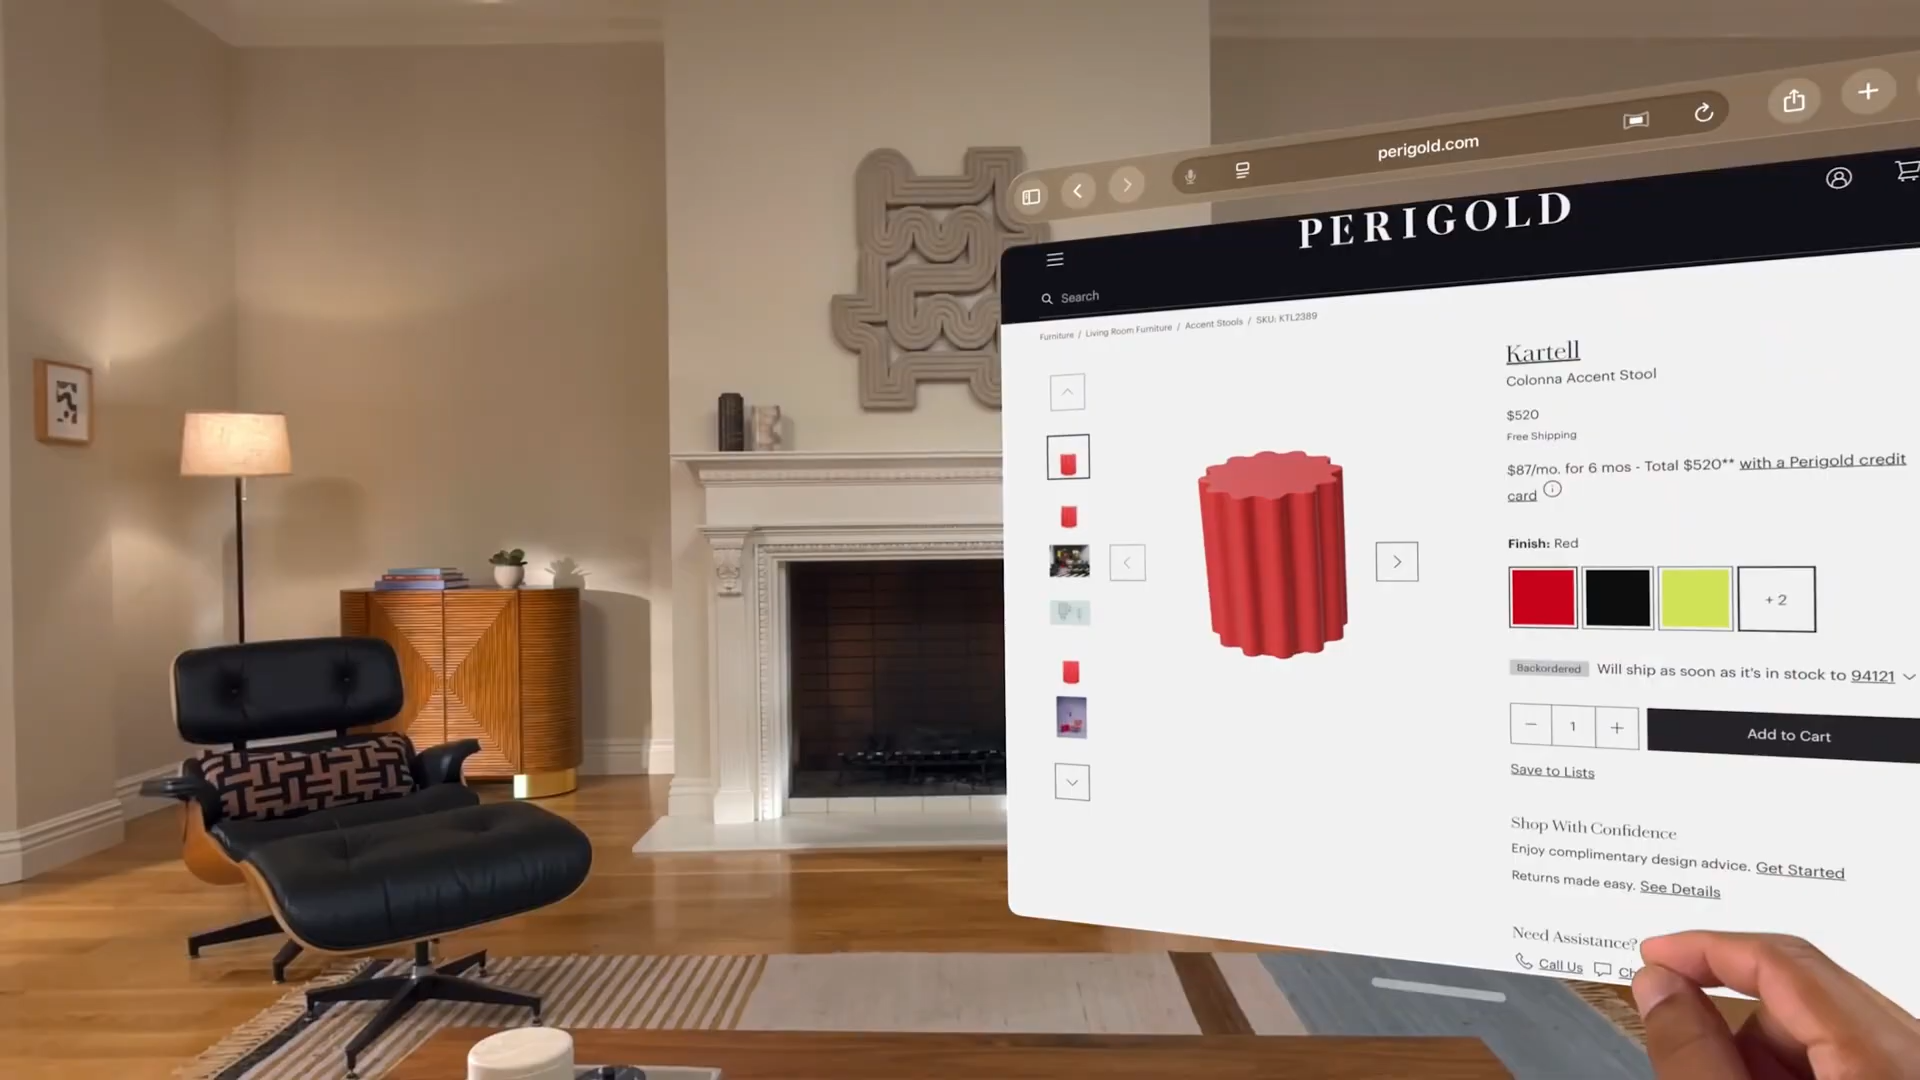 perigold.com
PERIGOLD
Search
Furniture / Living Room Furniture / Accent Stools / SKU: KTL2389
Kartell
Colonna Accent Stool
$520
Free Shipping
$87/mo. for 6 mos - Total $520** with a Perigold credit
card
Finish: Red
+ 2
Backordered Will ship as soon as it's in stock to 94121
1
Add to Cart
Save to Lists
Shop With Confidence
Enjoy complimentary design advice. Get Started
Returns made easy. See Details
Need Assistance?
Call Us Ch